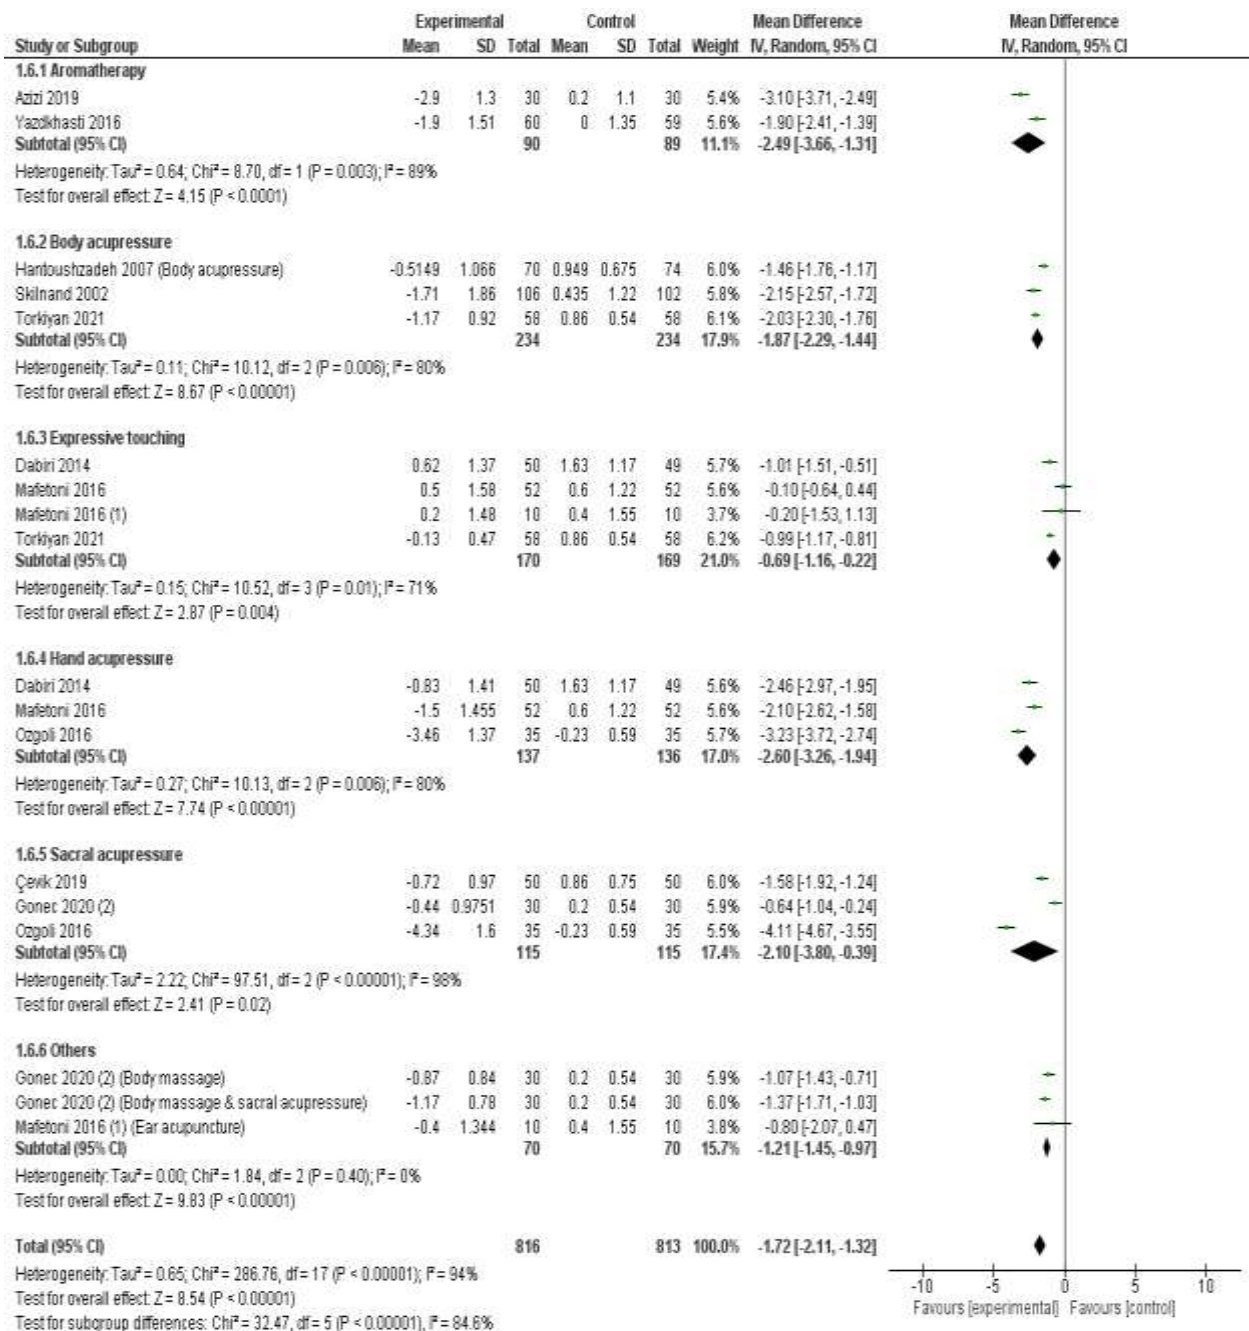 Experimental Control Mean Difference Mean Difference
Study or Subgroup Mean SD Total Mean SD Total Weight IV, Random, 95% CI IV, Random, 95% CI
1.6.1 Aromatherapy
Azizi 2019 -2.9 1.3 30 0.2 1.1 30 5.4% -3.10 [-3.71, -2.49]
Yazdkhasti 2016 -1.9 1.51 60 0 1.35 59 5.6% -1.90 [-2.41, -1.39]
Subtotal (95% CI) 90 89 11.1% -2.49 [-3.66, -1.31]
Heterogeneity: Tau² = 0.64; Chi² = 8.70, df = 1 (P = 0.003); I² = 89%
Test for overall effect: Z = 4.15 (P < 0.0001)
1.6.2 Body acupressure
Hantoushzadeh 2007 (Body acupressure) -0.5149 1.066 70 0.949 0.675 74 6.0% -1.46 [-1.76, -1.17]
Skilnand 2002 -1.71 1.86 106 0.435 1.22 102 5.8% -2.15 [-2.57, -1.72]
Torkiyan 2021 -1.17 0.92 58 0.86 0.54 58 6.1% -2.03 [-2.30, -1.76]
Subtotal (95% CI) 234 234 17.9% -1.87 [-2.29, -1.44]
Heterogeneity: Tau² = 0.11; Chi² = 10.12, df = 2 (P = 0.006); I² = 80%
Test for overall effect: Z = 8.67 (P < 0.00001)
1.6.3 Expressive touching
Dabiri 2014 0.62 1.37 50 1.63 1.17 49 5.7% -1.01 [-1.51, -0.51]
Mafetoni 2016 0.5 1.58 52 0.6 1.22 52 5.6% -0.10 [-0.64, 0.44]
Mafetoni 2016 (1) 0.2 1.48 10 0.4 1.55 10 3.7% -0.20 [-1.53, 1.13]
Torkiyan 2021 -0.13 0.47 58 0.86 0.54 58 6.2% -0.99 [-1.17, -0.81]
Subtotal (95% CI) 170 169 21.0% -0.69 [-1.16, -0.22]
Heterogeneity: Tau² = 0.15; Chi² = 10.52, df = 3 (P = 0.01); I² = 71%
Test for overall effect: Z = 2.87 (P = 0.004)
1.6.4 Hand acupressure
Dabiri 2014 -0.83 1.41 50 1.63 1.17 49 5.6% -2.46 [-2.97, -1.95]
Mafetoni 2016 -1.5 1.455 52 0.6 1.22 52 5.6% -2.10 [-2.62, -1.58]
Ozgoli 2016 -3.46 1.37 35 -0.23 0.59 35 5.7% -3.23 [-3.72, -2.74]
Subtotal (95% CI) 137 136 17.0% -2.60 [-3.26, -1.94]
Heterogeneity: Tau² = 0.27; Chi² = 10.13, df = 2 (P = 0.006); I² = 80%
Test for overall effect: Z = 7.74 (P < 0.00001)
1.6.5 Sacral acupressure
Çevik 2019 -0.72 0.97 50 0.86 0.75 50 6.0% -1.58 [-1.92, -1.24]
Gonec 2020 (2) -0.44 0.9751 30 0.2 0.54 30 5.9% -0.64 [-1.04, -0.24]
Ozgoli 2016 -4.34 1.6 35 -0.23 0.59 35 5.5% -4.11 [-4.67, -3.55]
Subtotal (95% CI) 115 115 17.4% -2.10 [-3.80, -0.39]
Heterogeneity: Tau² = 2.22; Chi² = 97.51, df = 2 (P < 0.00001); I² = 98%
Test for overall effect: Z = 2.41 (P = 0.02)
1.6.6 Others
Gonec 2020 (2) (Body massage) -0.87 0.84 30 0.2 0.54 30 5.9% -1.07 [-1.43, -0.71]
Gonec 2020 (2) (Body massage & sacral acupressure) -1.17 0.78 30 0.2 0.54 30 6.0% -1.37 [-1.71, -1.03]
Mafetoni 2016 (1) (Ear acupuncture) -0.4 1.344 10 0.4 1.55 10 3.8% -0.80 [-2.07, 0.47]
Subtotal (95% CI) 70 70 15.7% -1.21 [-1.45, -0.97]
Heterogeneity: Tau² = 0.00; Chi² = 1.84, df = 2 (P = 0.40); I² = 0%
Test for overall effect: Z = 9.83 (P < 0.00001)
Total (95% CI) 816 813 100.0% -1.72 [-2.11, -1.32]
Heterogeneity: Tau² = 0.65; Chi² = 286.76, df = 17 (P < 0.00001); I² = 94%
Test for overall effect: Z = 8.54 (P < 0.00001)
Test for subgroup differences: Chi² = 32.47, df = 5 (P < 0.00001), I² = 84.6%
-10 -5 0 5 10
Favours [experimental] Favours [control]